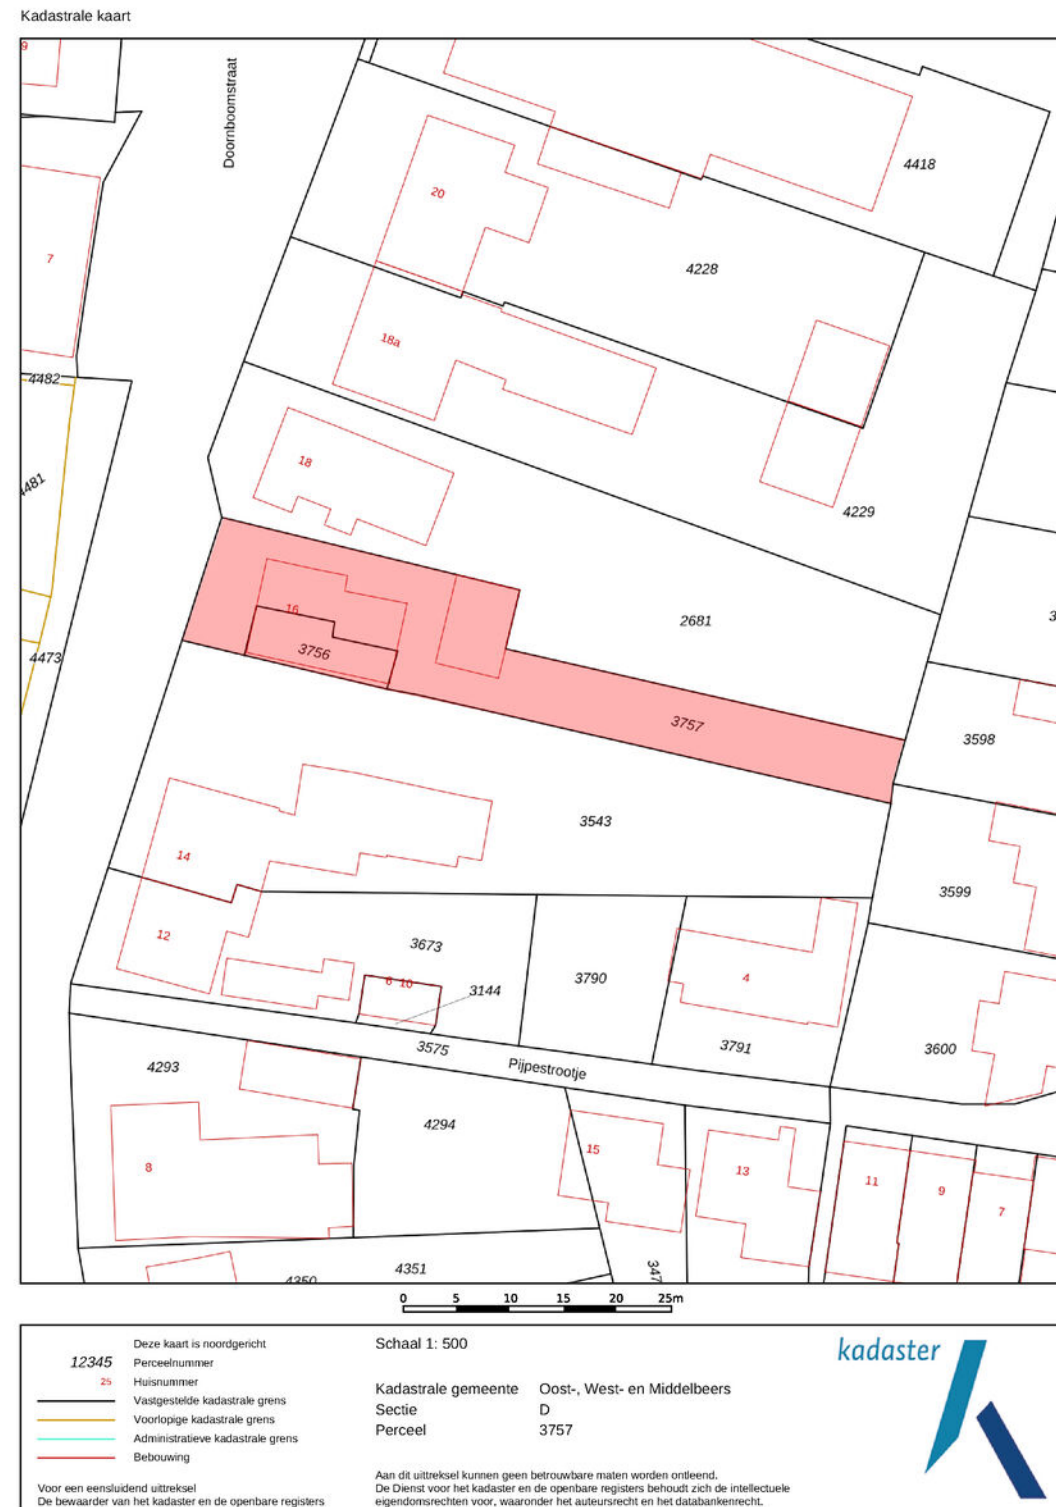 Kadastrale kaart
9
Doornboomstraat
4418
20
7
4228
18a
4482
18
4481
4229
16
2681
3756
4473
3757
3598
3543
14
3599
12
3673
6 10
3144
3790
4
3575
3791
3600
Pijpestrootje
4293
4294
15
13
8
11
9
7
4351
4350
347
0 5 10 15 20 25m
Deze kaart is noordgericht
12345 Perceelnummer
25 Huisnummer
Vastgestelde kadastrale grens
Voorlopige kadastrale grens
Administratieve kadastrale grens
Bebouwing
Voor een eensluidend uittreksel
De bewaarder van het kadaster en de openbare registers
Schaal 1: 500
Kadastrale gemeente Oost-, West- en Middelbeers
Sectie D
Perceel 3757
Aan dit uittreksel kunnen geen betrouwbare maten worden ontleend.
De Dienst voor het kadaster en de openbare registers behoudt zich de intellectuele
eigendomsrechten voor, waaronder het auteursrecht en het databankenrecht.
kadaster